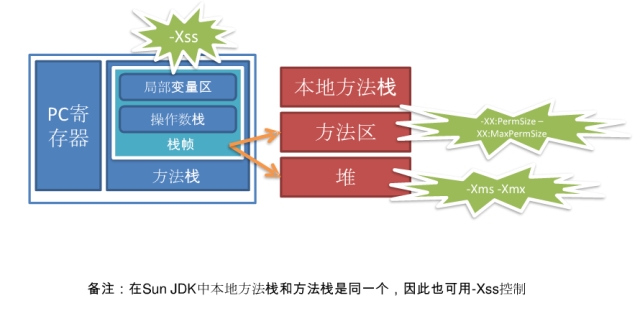 -Xss
PC寄
存器
局部变量区
操作数栈
栈帧
方法栈
本地方法栈
方法区
堆
-XX:PermSize –
XX:MaxPermSize
-Xms -Xmx
备注：在Sun JDK中本地方法栈和方法栈是同一个，因此也可用-Xss控制